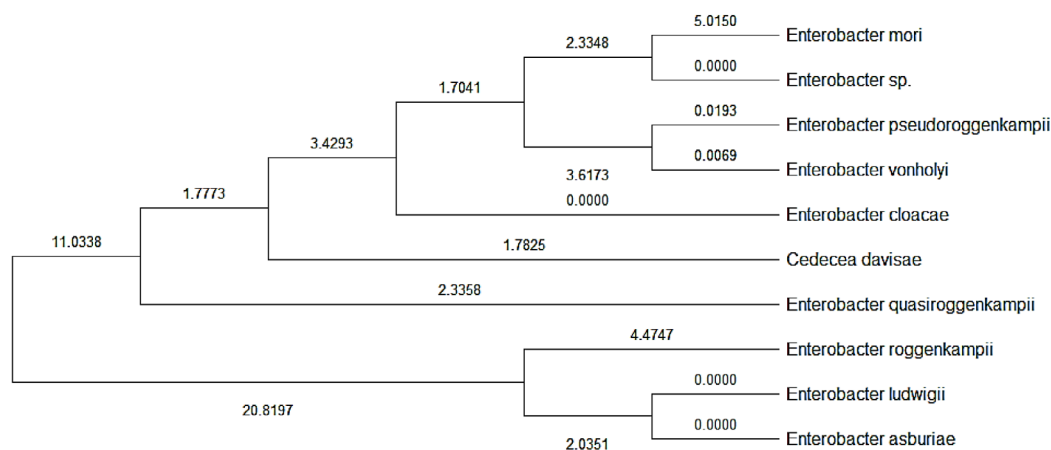 5.0150
Enterobacter mori
2.3348
0.0000
Enterobacter sp.
1.7041
0.0193
Enterobacter pseudoroggenkampii
3.4293
0.0069
Enterobacter vonholyi
3.6173
1.7773
0.0000
Enterobacter cloacae
11.0338
1.7825
Cedecea davisae
2.3358
Enterobacter quasiroggenkampii
4.4747
Enterobacter roggenkampii
0.0000
Enterobacter ludwigii
20.8197
0.0000
Enterobacter asburiae
2.0351